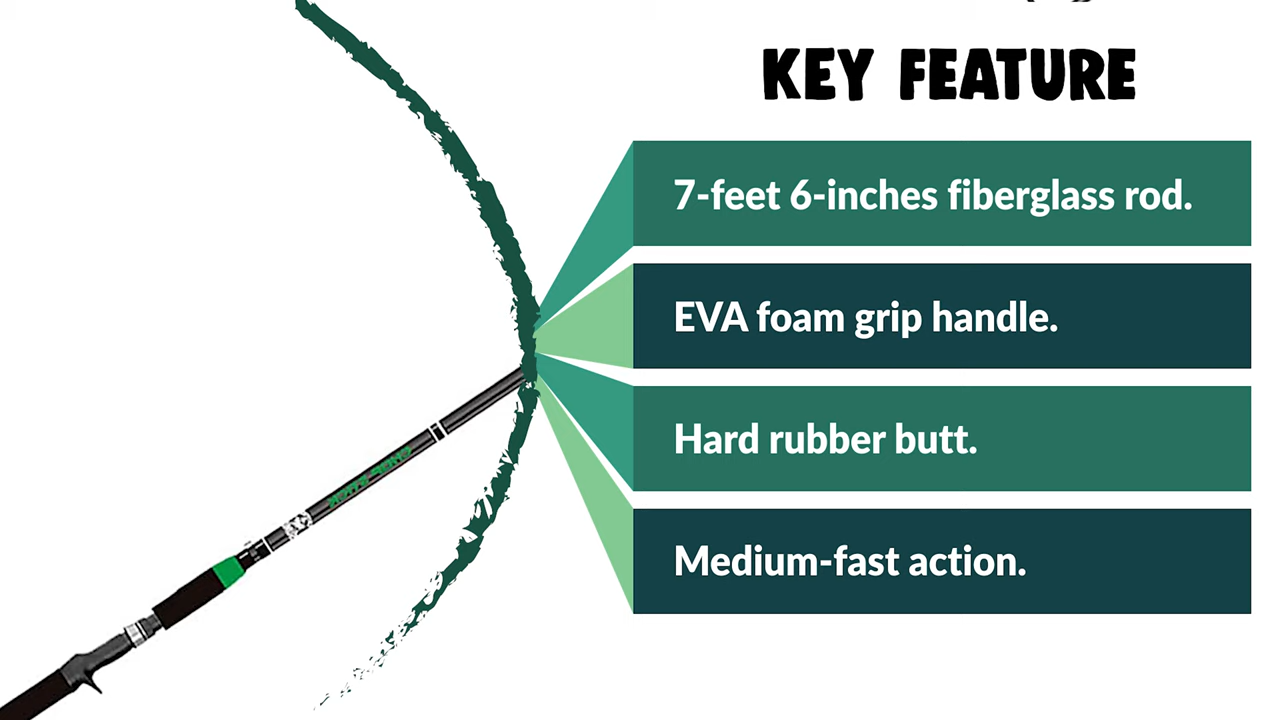 KEY FEATURE
7-feet 6-inches fiberglass rod.
EVA foam grip handle.
Hard rubber butt.
Medium-fast action.